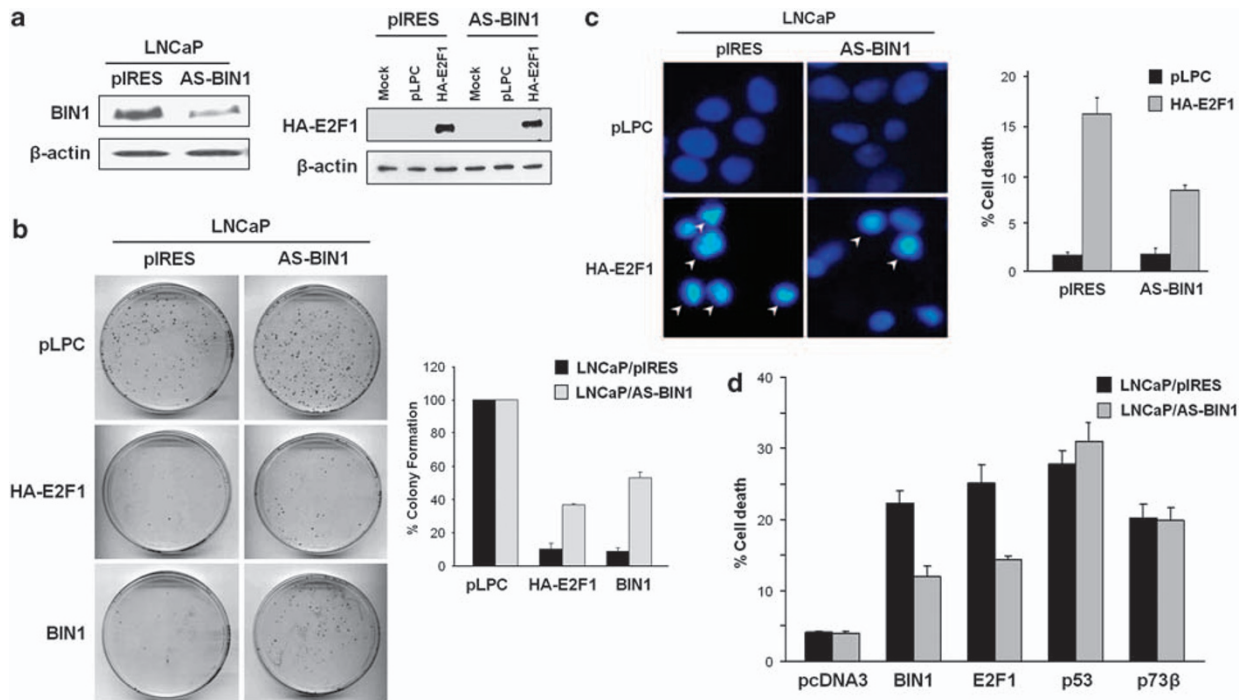 a
LNCaP
pIRES AS-BIN1
BIN1
β-actin
pIRES AS-BIN1
Mock pLPC HA-E2F1 Mock pLPC HA-E2F1
HA-E2F1
β-actin
b
LNCaP
pIRES AS-BIN1
pLPC
HA-E2F1
BIN1
% Colony Formation
120
100
80
60
40
20
0
pLPC HA-E2F1 BIN1
LNCaP/pIRES
LNCaP/AS-BIN1
c
LNCaP
pIRES AS-BIN1
pLPC
HA-E2F1
% Cell death
20
15
10
5
0
pIRES AS-BIN1
pLPC
HA-E2F1
d
% Cell death
40
30
20
10
0
pcDNA3 BIN1 E2F1 p53 p73β
LNCaP/pIRES
LNCaP/AS-BIN1